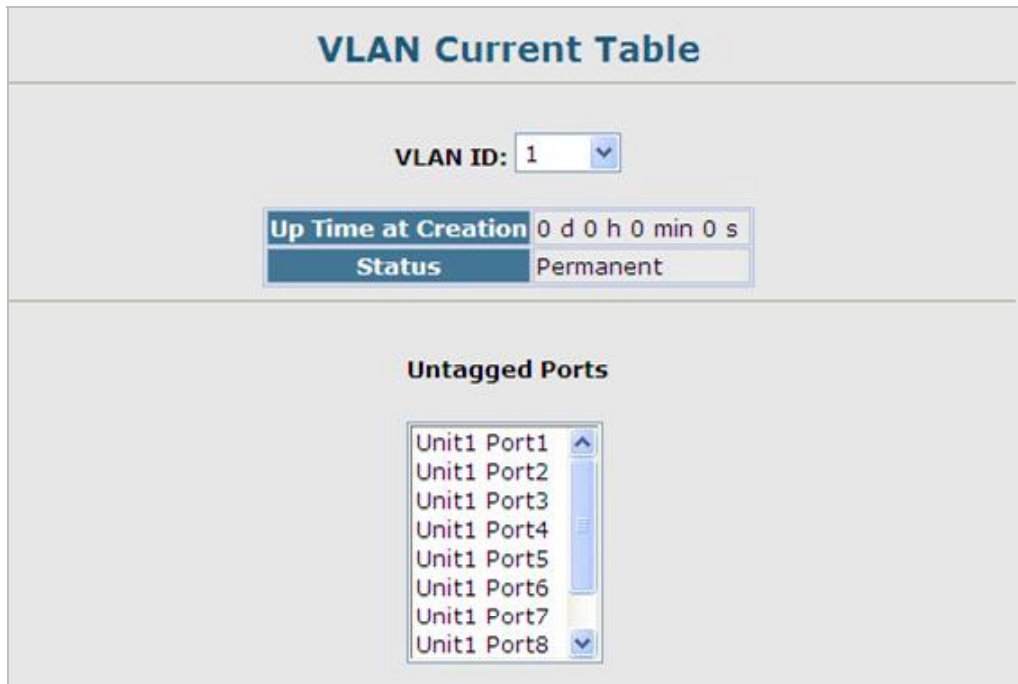 VLAN Current Table
VLAN ID: 1
Up Time at Creation 0 d 0 h 0 min 0 s
Status Permanent
Untagged Ports
Unit1 Port1
Unit1 Port2
Unit1 Port3
Unit1 Port4
Unit1 Port5
Unit1 Port6
Unit1 Port7
Unit1 Port8